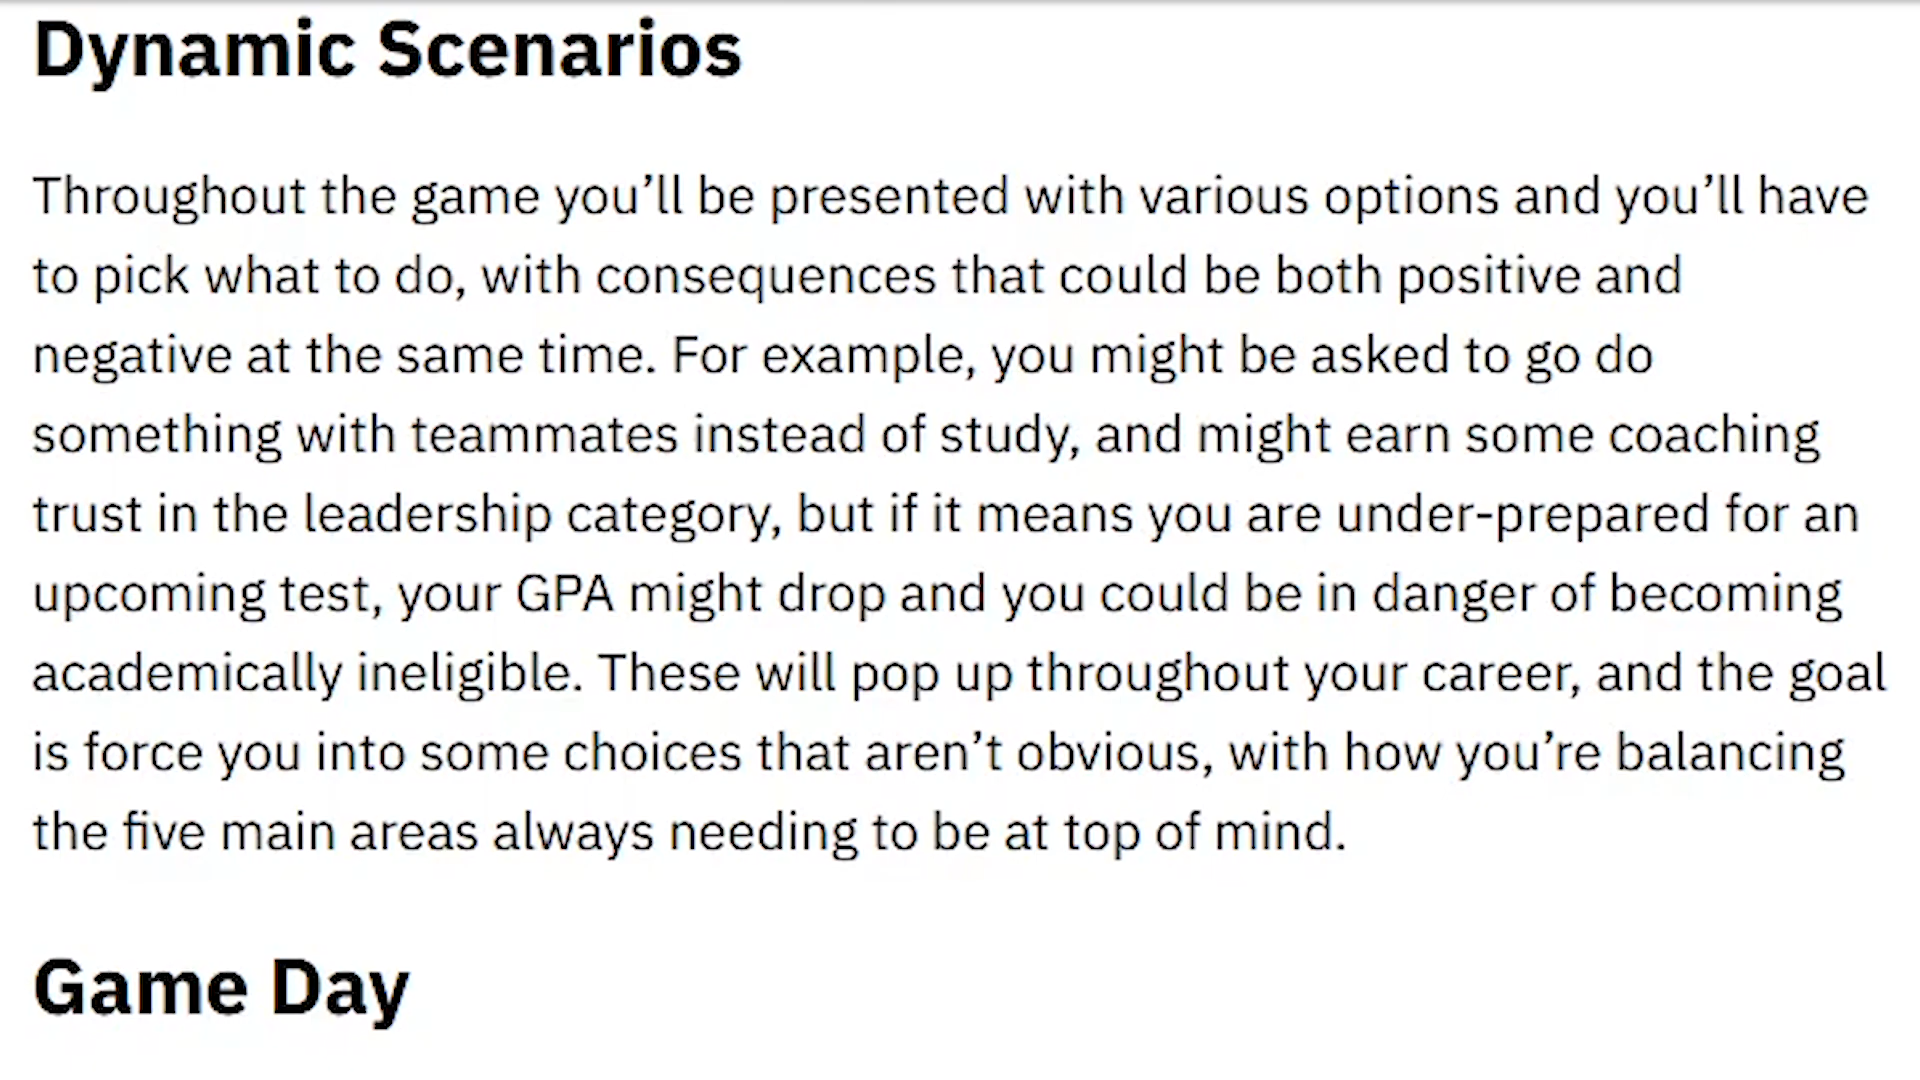 Dynamic Scenarios
Throughout the game you’ll be presented with various options and you’ll have
to pick what to do, with consequences that could be both positive and
negative at the same time. For example, you might be asked to go do
something with teammates instead of study, and might earn some coaching
trust in the leadership category, but if it means you are under-prepared for an
upcoming test, your GPA might drop and you could be in danger of becoming
academically ineligible. These will pop up throughout your career, and the goal
is force you into some choices that aren’t obvious, with how you’re balancing
the five main areas always needing to be at top of mind.
Game Day